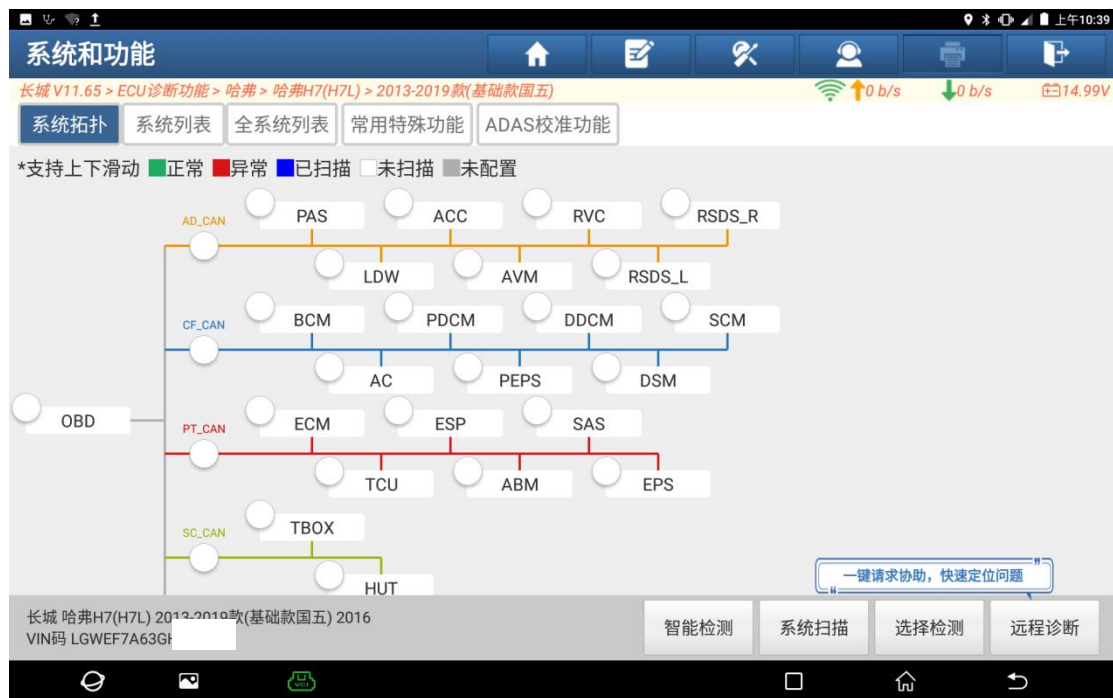 上午10:39
系统和功能
长城 V11.65 > ECU诊断功能 > 哈弗 > 哈弗H7(H7L) > 2013-2019款(基础款国五)
0 b/s
0 b/s
14.99V
系统拓扑
系统列表
全系统列表
常用特殊功能
ADAS校准功能
*支持上下滑动 正常 异常 已扫描 未扫描 未配置
AD_CAN
PAS
ACC
RVC
RSDS_R
LDW
AVM
RSDS_L
CF_CAN
BCM
PDCM
DDCM
SCM
AC
PEPS
DSM
OBD
PT_CAN
ECM
ESP
SAS
TCU
ABM
EPS
SC_CAN
TBOX
HUT
一键请求协助，快速定位问题
长城 哈弗H7(H7L) 2013-2019款(基础款国五) 2016
VIN码 LGWEF7A63G
智能检测
系统扫描
选择检测
远程诊断
VCI